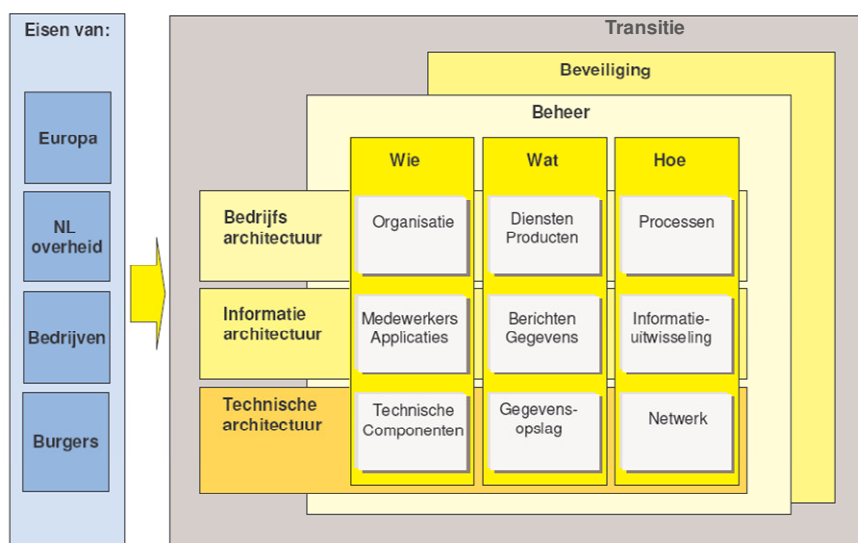 Eisen van:
Europa
NL
overheid
Bedrijven
Burgers
Transitie
Beveiliging
Beheer
Wie
Wat
Hoe
Bedrijfs
architectuur
Organisatie
Diensten
Producten
Processen
Informatie
architectuur
Medewerkers
Applicaties
Berichten
Gegevens
Informatie-
uitwisseling
Technische
architectuur
Technische
Componenten
Gegevens-
opslag
Netwerk